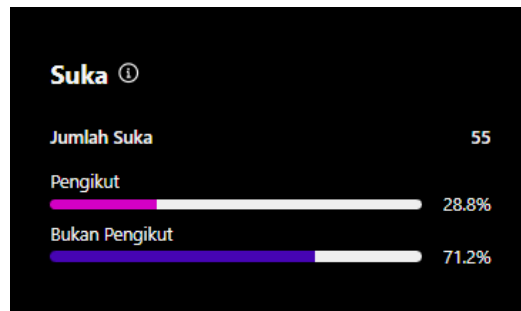 Suka
Jumlah Suka 55
Pengikut
28.8%
Bukan Pengikut
71.2%